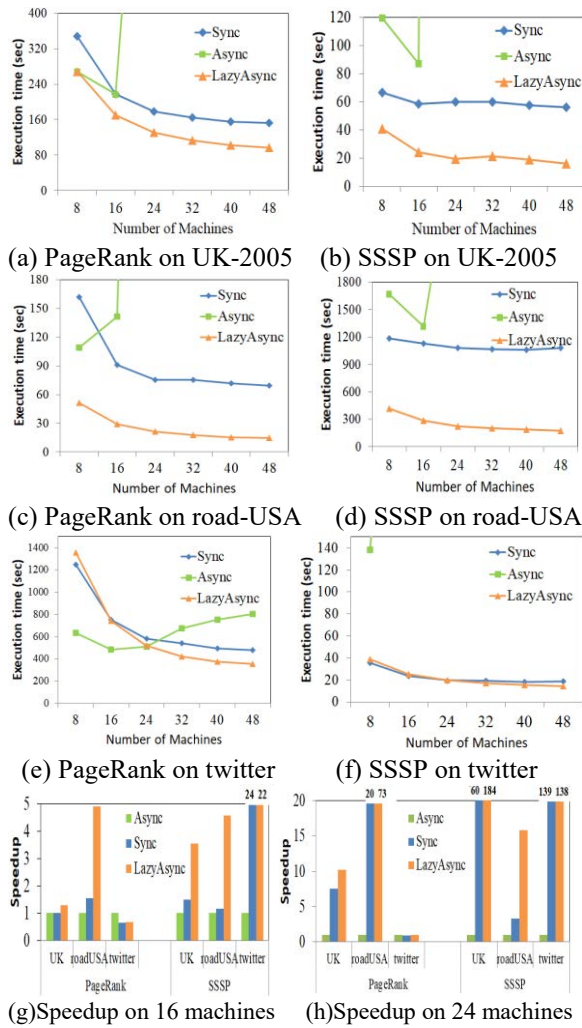 400
320
240
160
80
0
Execution time (sec)
Sync
Async
LazyAsync
8 16 24 32 40 48
Number of Machines
(a) PageRank on UK-2005
120
100
80
60
40
20
0
Execution time (sec)
Sync
Async
LazyAsync
8 16 24 32 40 48
Number of Machines
(b) SSSP on UK-2005
180
150
120
90
60
30
0
Execution time (sec)
Sync
Async
LazyAsync
8 16 24 32 40 48
Number of Machines
(c) PageRank on road-USA
1800
1500
1200
900
600
300
0
Execution time (sec)
Sync
Async
LazyAsync
8 16 24 32 40 48
Number of Machines
(d) SSSP on road-USA
1400
1200
1000
800
600
400
200
0
Execution time (sec)
Sync
Async
LazyAsync
8 16 24 32 40 48
Number of Machines
(e) PageRank on twitter
140
120
100
80
60
40
20
0
Execution time (sec)
Sync
Async
LazyAsync
8 16 24 32 40 48
Number of Machines
(f) SSSP on twitter
24 22
5
4
3
2
1
0
Speedup
Async
Sync
LazyAsync
UK roadUSA twitter UK roadUSA twitter
PageRank SSSP
(g)Speedup on 16 machines
20 73 60 184 139 138
20
15
10
5
0
Speedup
Async
Sync
LazyAsync
UK roadUSA twitter UK roadUSA twitter
PageRank SSSP
(h)Speedup on 24 machines